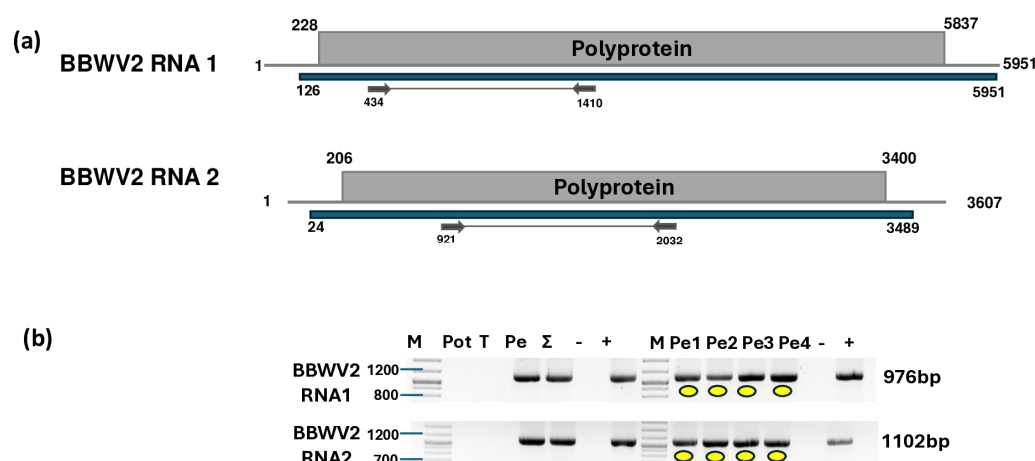 (a)
228
5837
Polyprotein
BBWV2 RNA 1
1
5951
126
5951
434
1410
206
3400
BBWV2 RNA 2
Polyprotein
1
3607
24
3489
921
2032
(b)
M Pot T Pe Σ - + M Pe1 Pe2 Pe3 Pe4 - +
BBWV2 1200
976bp
RNA1 800
BBWV2 1200
1102bp
RNA2 700